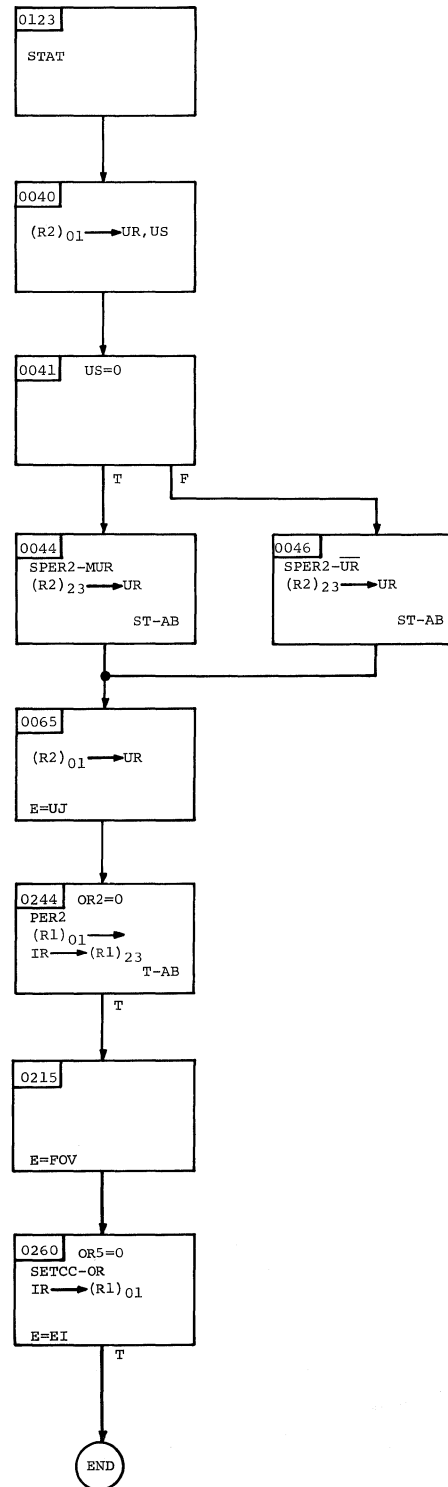 0123
STAT
0040
(R2)01 → UR,US
0041 US=0
T F
0044
SPER2-MUR
(R2)23 → UR
ST-AB
0046
SPER2-U̅R̅
(R2)23 → UR
ST-AB
0065
(R2)01 → UR
E=UJ
0244 OR2=0
PER2
(R1)01 →
IR → (R1)23
T-AB
T
0215
E=FOV
0260 OR5=0
SETCC-OR
IR → (R1)01
E=EI
T
END